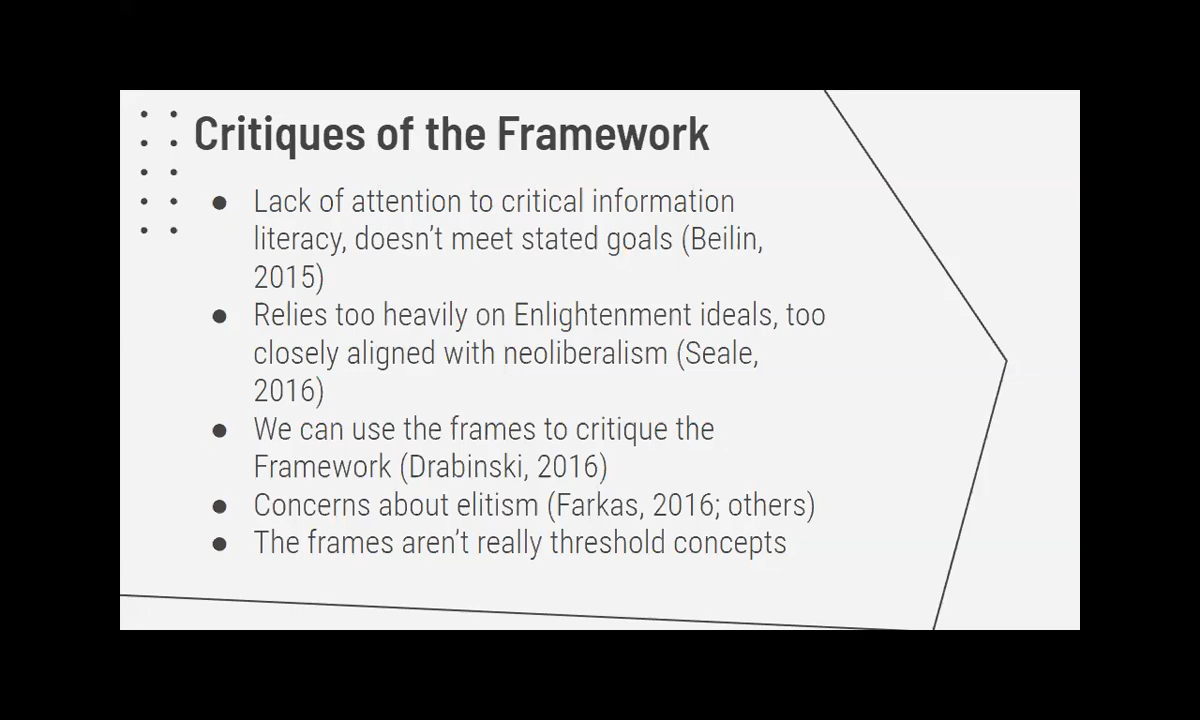 Critiques of the Framework
● Lack of attention to critical information
literacy, doesn't meet stated goals (Beilin,
2015)
● Relies too heavily on Enlightenment ideals, too
closely aligned with neoliberalism (Seale,
2016)
● We can use the frames to critique the
Framework (Drabinski, 2016)
● Concerns about elitism (Farkas, 2016; others)
● The frames aren't really threshold concepts